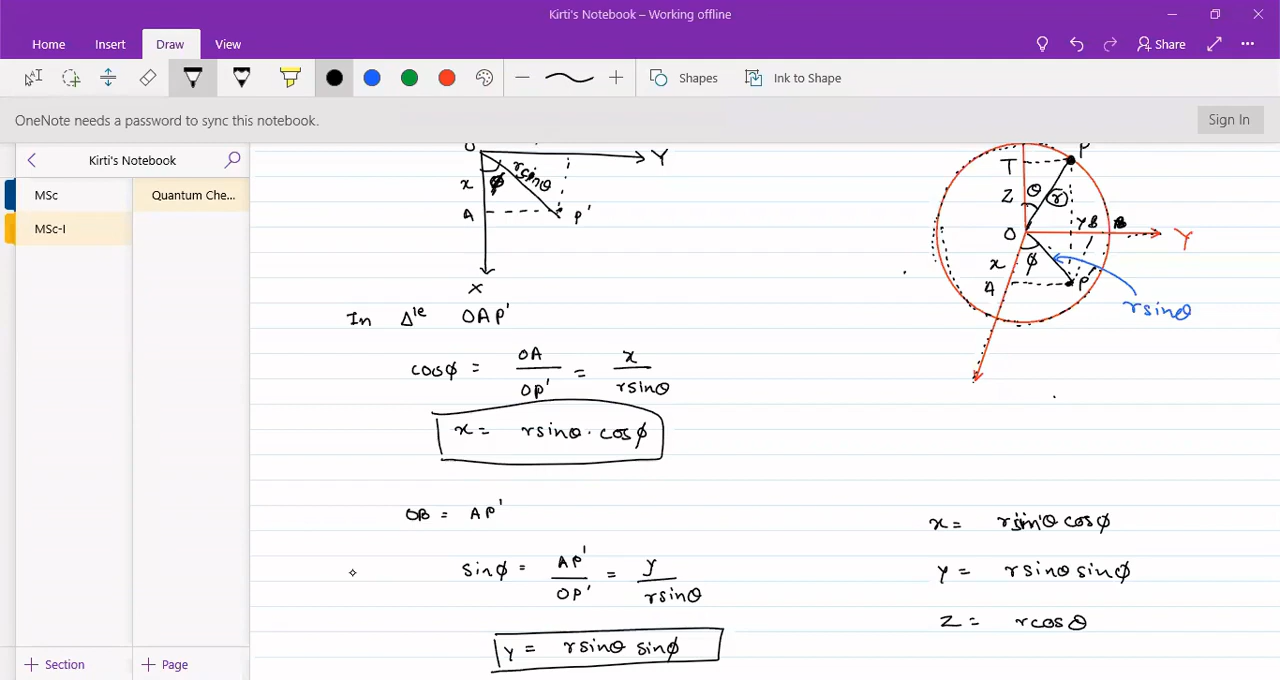 Kirti's Notebook – Working offline
Home Insert Draw View Share
Shapes Ink to Shape
OneNote needs a password to sync this notebook. Sign In
Kirti's Notebook
MSc
MSc-I
Quantum Che...
Section
Page
O Y
x ϕ rsinθ
A P'
X
In Δle OAP'
cosϕ = OA / OP' = x / rsinθ
x = rsinθ · cosϕ
OB = AP'
sinϕ = AP' / OP' = y / rsinθ
y = rsinθ sinϕ
T P
Z θ r
O y B Y
x ϕ
A P'
rsinθ
x = rsinθ cosϕ
y = rsinθ sinϕ
z = rcosθ